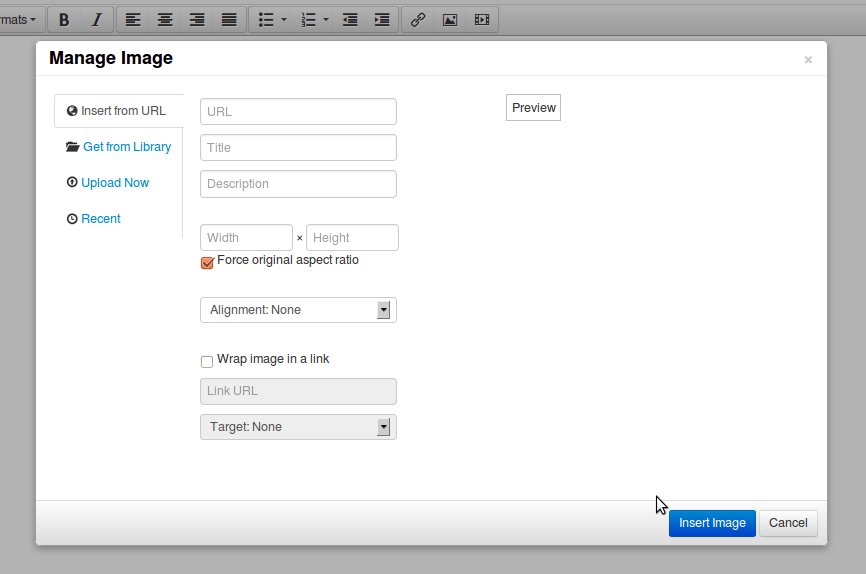 rmats
B I
Manage Image ×
Insert from URL
Get from Library
Upload Now
Recent
URL
Title
Description
Width × Height
Force original aspect ratio
Alignment: None
Wrap image in a link
Link URL
Target: None
Preview
Insert Image Cancel